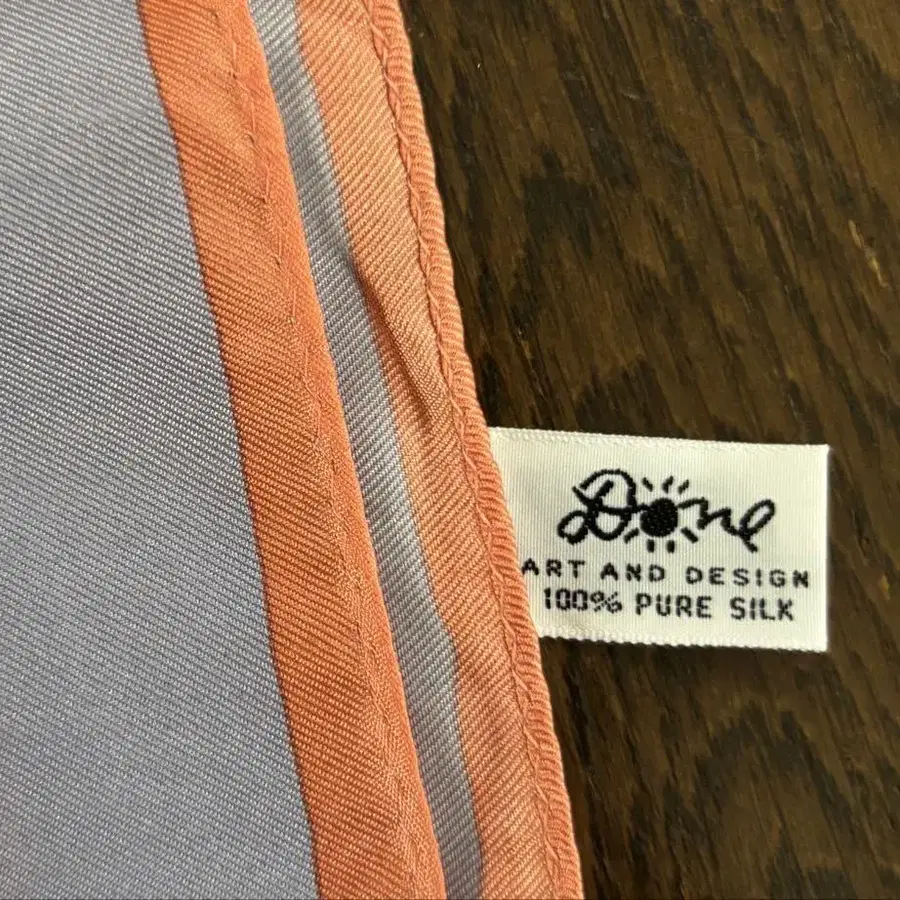 Done
ART AND DESIGN
100% PURE SILK